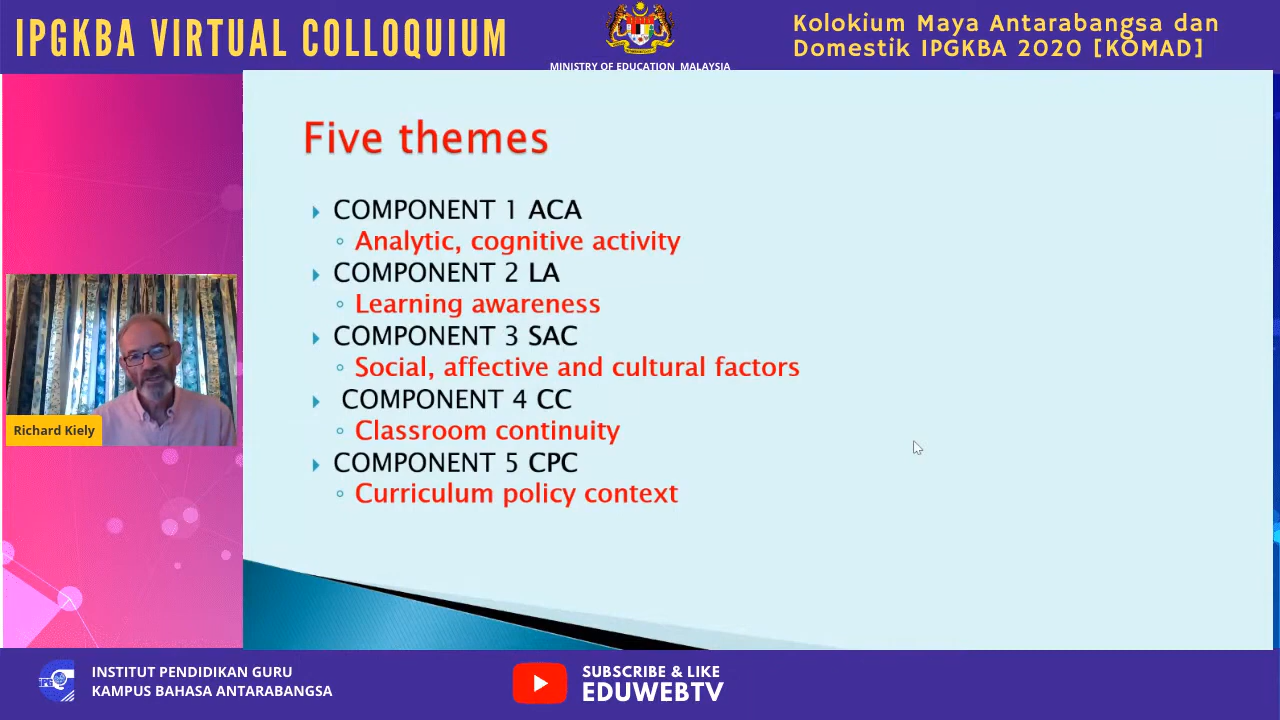 IPGKBA VIRTUAL COLLOQUIUM
MINISTRY OF EDUCATION MALAYSIA
Kolokium Maya Antarabangsa dan
Domestik IPGKBA 2020 [KOMAD]
Five themes
COMPONENT 1 ACA
Analytic, cognitive activity
COMPONENT 2 LA
Learning awareness
COMPONENT 3 SAC
Social, affective and cultural factors
COMPONENT 4 CC
Classroom continuity
COMPONENT 5 CPC
Curriculum policy context
Richard Kiely
INSTITUT PENDIDIKAN GURU
KAMPUS BAHASA ANTARABANGSA
SUBSCRIBE & LIKE
EDUWEBTV